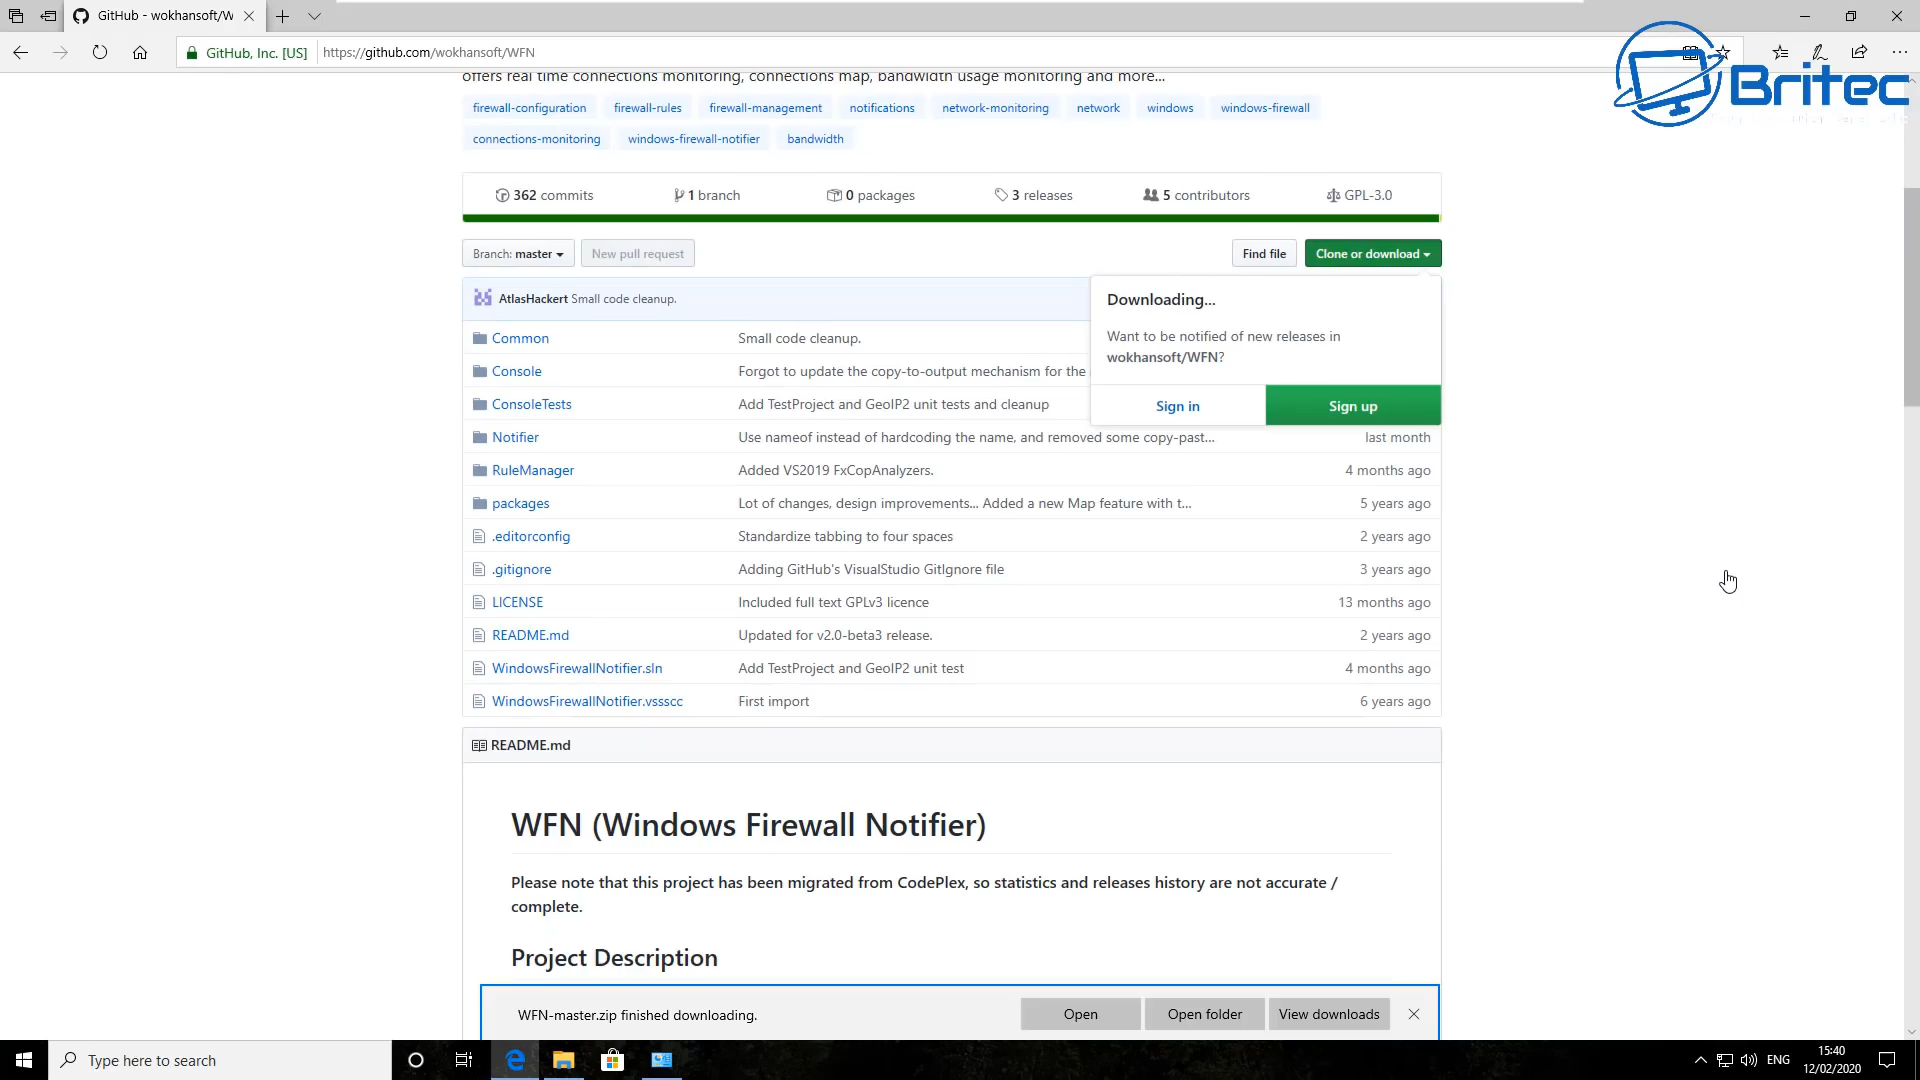 GitHub - wokhansoft/W
GitHub, Inc. [US]
https://github.com/wokhansoft/WFN
Britec
offers real time connections monitoring, connections map, bandwidth usage monitoring and more...
firewall-configuration firewall-rules firewall-management notifications network-monitoring network windows windows-firewall
connections-monitoring windows-firewall-notifier bandwidth
362 commits 1 branch 0 packages 3 releases 5 contributors GPL-3.0
Branch: master New pull request Find file Clone or download
AtlasHackert Small code cleanup.
Downloading...
Want to be notified of new releases in
wokhansoft/WFN?
Sign in Sign up
Common Small code cleanup.
Console Forgot to update the copy-to-output mechanism for the
ConsoleTests Add TestProject and GeoIP2 unit tests and cleanup
Notifier Use nameof instead of hardcoding the name, and removed some copy-past... last month
RuleManager Added VS2019 FxCopAnalyzers. 4 months ago
packages Lot of changes, design improvements... Added a new Map feature with t... 5 years ago
.editorconfig Standardize tabbing to four spaces 2 years ago
.gitignore Adding GitHub's VisualStudio GitIgnore file 3 years ago
LICENSE Included full text GPLv3 licence 13 months ago
README.md Updated for v2.0-beta3 release. 2 years ago
WindowsFirewallNotifier.sln Add TestProject and GeoIP2 unit test 4 months ago
WindowsFirewallNotifier.vssscc First import 6 years ago
README.md
WFN (Windows Firewall Notifier)
Please note that this project has been migrated from CodePlex, so statistics and releases history are not accurate /
complete.
Project Description
WFN-master.zip finished downloading. Open Open folder View downloads
Type here to search
ENG
15:40
12/02/2020